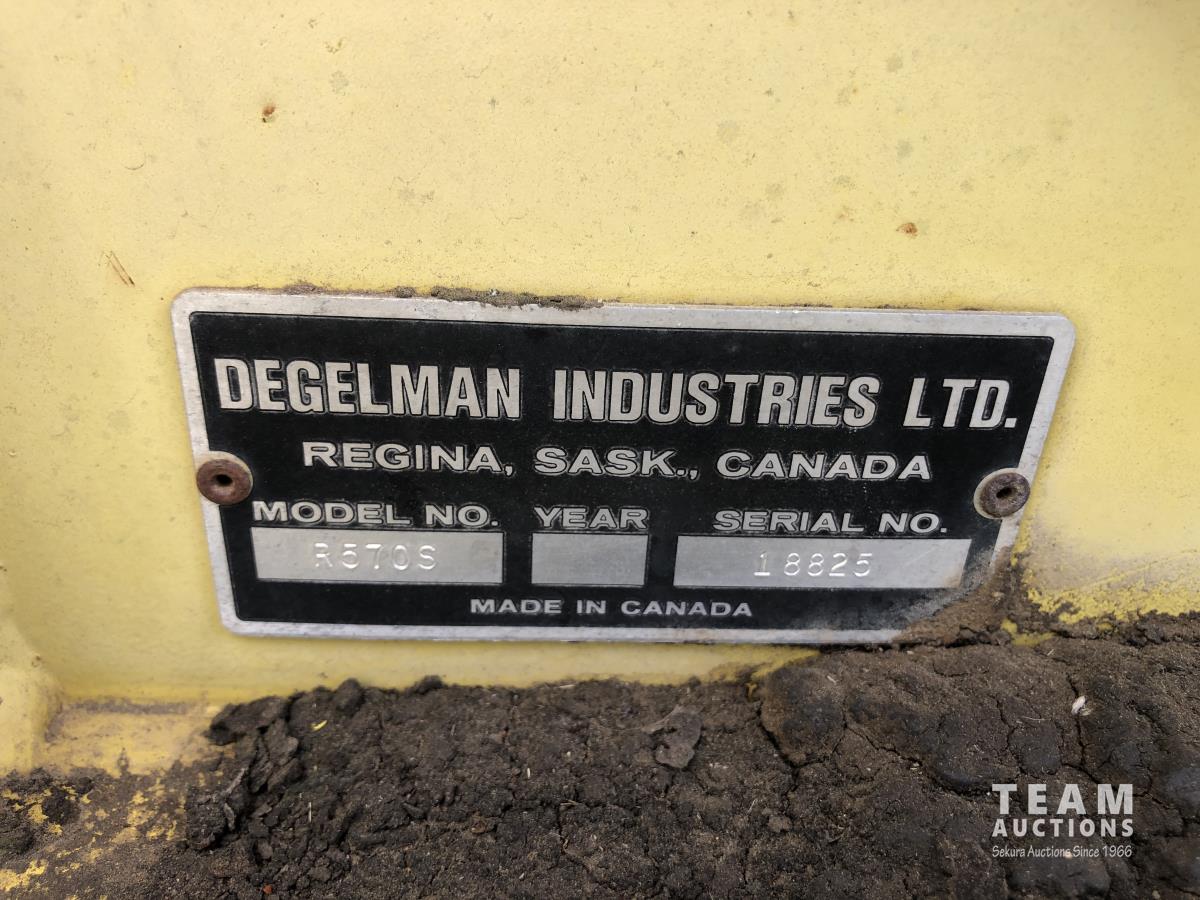 DEGELMAN INDUSTRIES LTD.
REGINA, SASK., CANADA
MODEL NO. YEAR SERIAL NO.
R570S 18825
MADE IN CANADA
TEAM
AUCTIONS
Sekura Auctions Since 1966